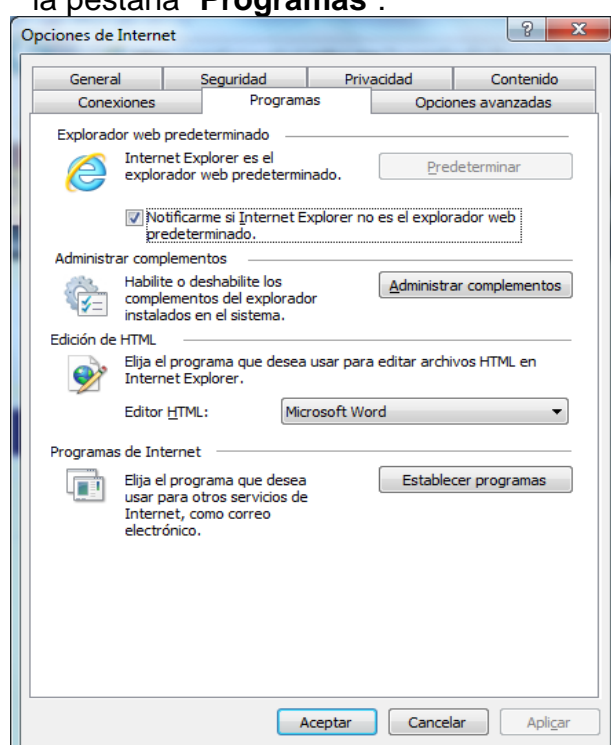 la pestaña "Programas".
Opciones de Internet
?
X
General
Seguridad
Privacidad
Contenido
Conexiones
Programas
Opciones avanzadas
Explorador web predeterminado
Internet Explorer es el
explorador web predeterminado.
Predeterminar
Notificarme si Internet Explorer no es el explorador web
predeterminado.
Administrar complementos
Habilite o deshabilite los
complementos del explorador
instalados en el sistema.
Administrar complementos
Edición de HTML
Elija el programa que desea usar para editar archivos HTML en
Internet Explorer.
Editor HTML:
Microsoft Word
Programas de Internet
Elija el programa que desea
usar para otros servicios de
Internet, como correo
electrónico.
Establecer programas
Aceptar
Cancelar
Aplicar